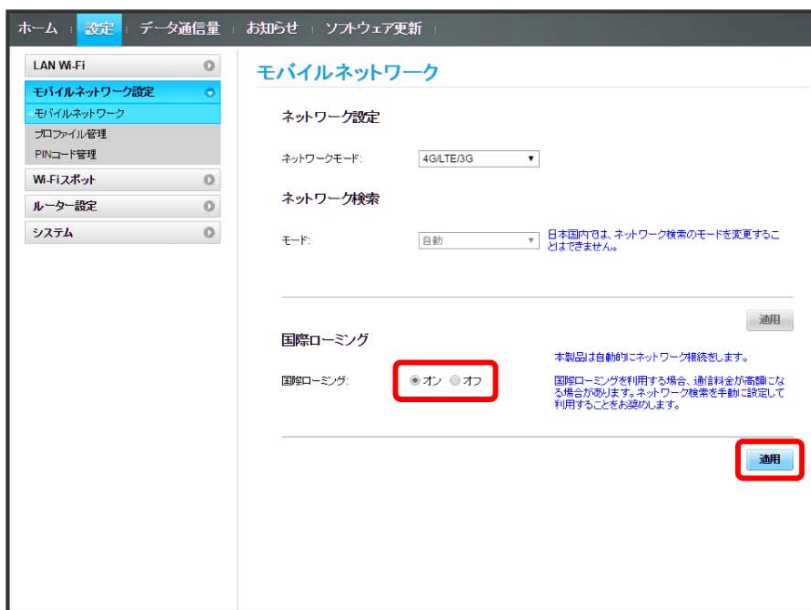 ホーム 設定 データ通信量 お知らせ ソフトウェア更新
LAN Wi-Fi
モバイルネットワーク設定
モバイルネットワーク
プロファイル管理
PINコード管理
Wi-Fiスポット
ルーター設定
システム
モバイルネットワーク
ネットワーク設定
ネットワークモード: 4G/LTE/3G
ネットワーク検索
モード: 自動
日本国内では、ネットワーク検索のモードを変更するこ
とはできません。
適用
国際ローミング
本製品は自動的にネットワーク接続をします。
国際ローミング: オン オフ
国際ローミングを利用する場合、通信料金が高額にな
る場合があります。ネットワーク検索を手動に設定して
利用することをお奨めします。
適用